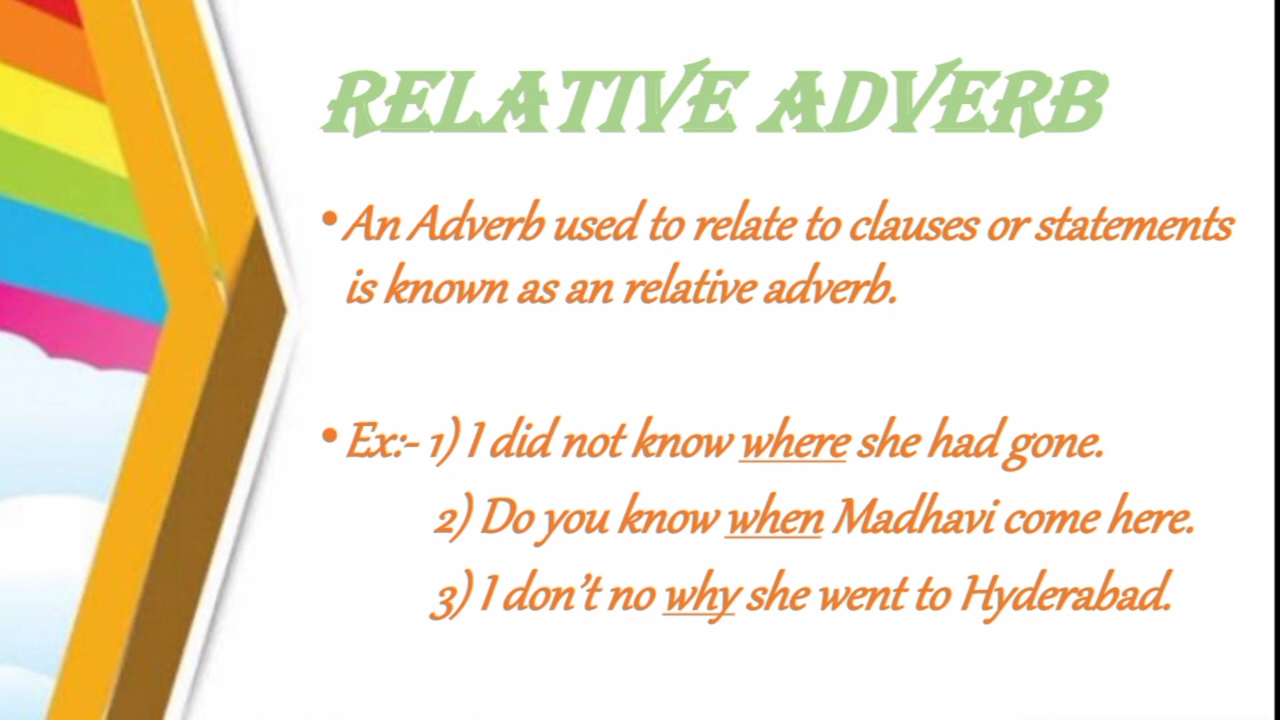 RELATIVE ADVERB
• An Adverb used to relate to clauses or statements
is known as an relative adverb.
• Ex:- 1) I did not know where she had gone.
2) Do you know when Madhavi come here.
3) I don't no why she went to Hyderabad.